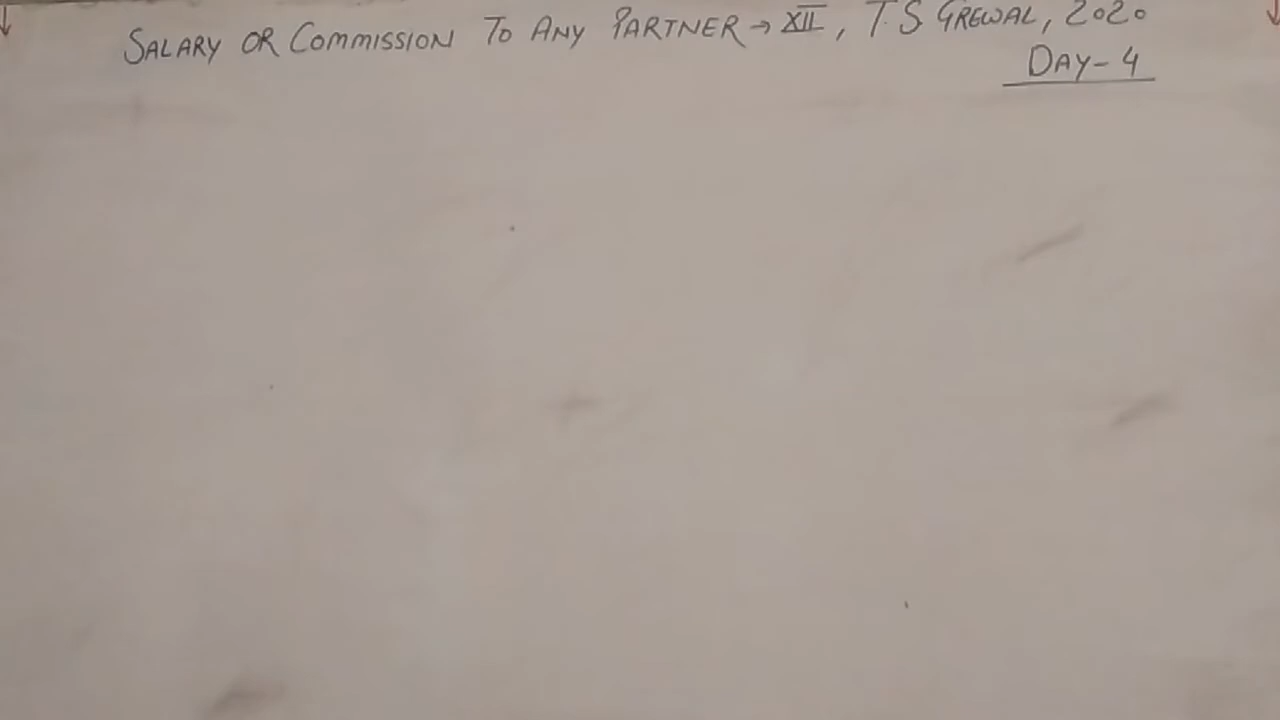 SALARY OR COMMISSION TO ANY PARTNER → XII, T.S GREWAL, 2020
DAY-4